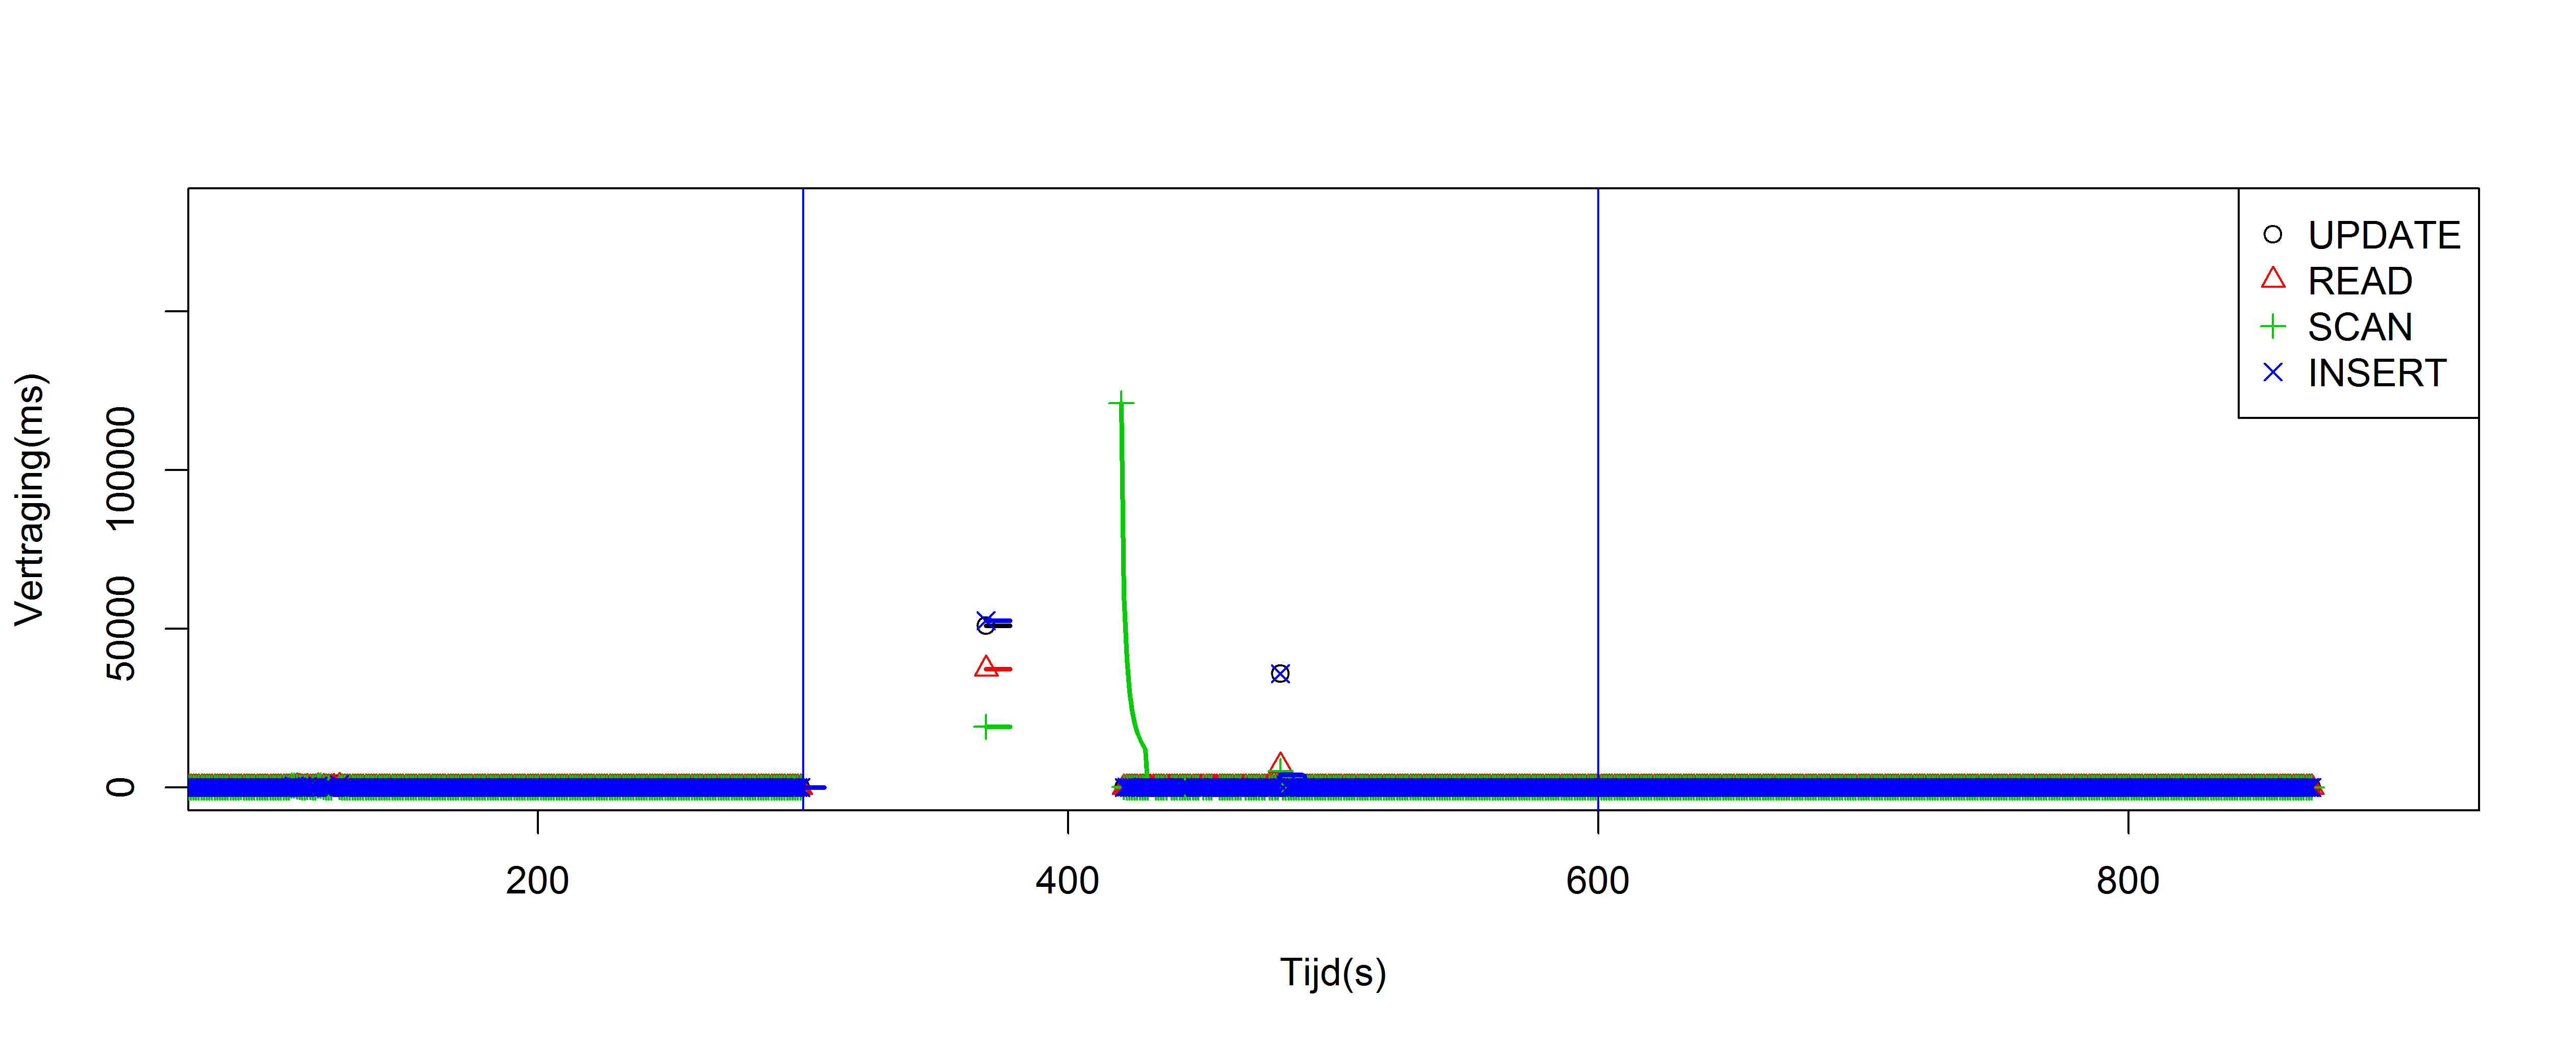 UPDATE
READ
SCAN
INSERT
Vertraging(ms)
100000
50000
0
200 400 600 800
Tijd(s)